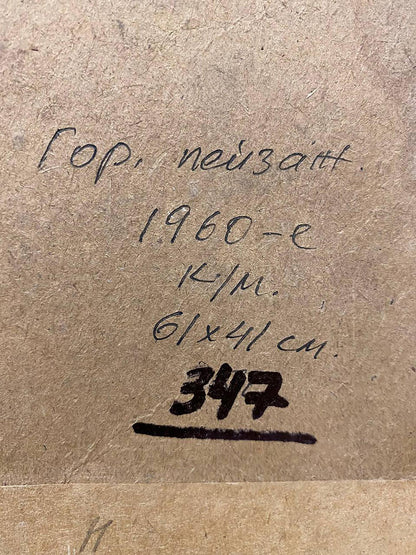 Гор. пейзаж.
1960-е
К/м.
61х41 см.
347